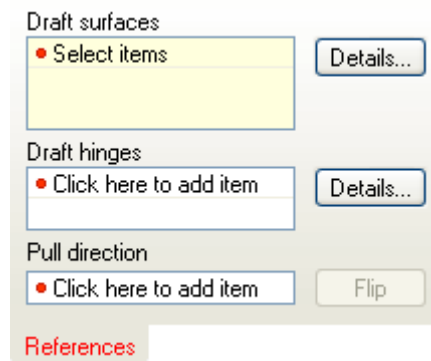 Draft surfaces
Select items
Details...
Draft hinges
Click here to add item
Details...
Pull direction
Click here to add item
Flip
References